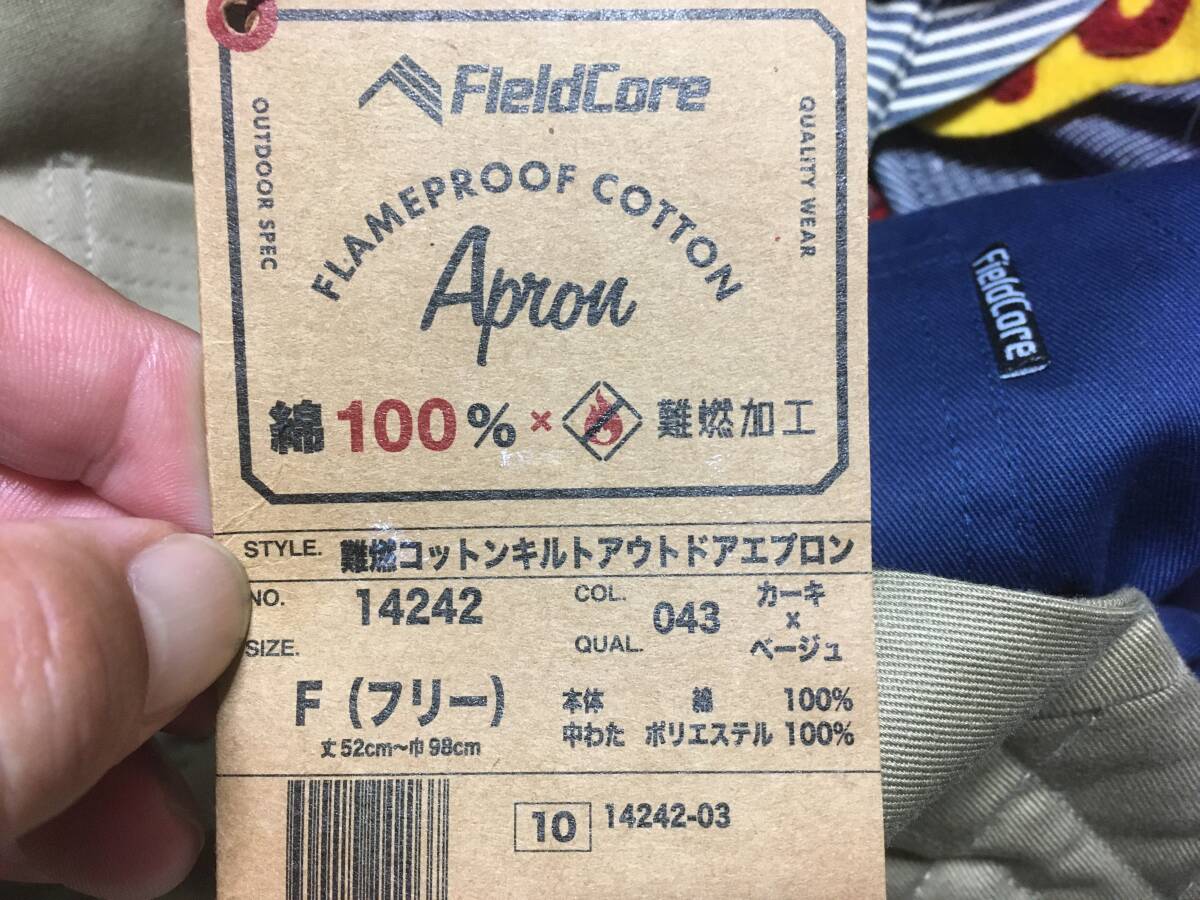 FieldCore
OUTDOOR SPEC
QUALITY WEAR
FLAMEPROOF COTTON
Apron
綿100%×難燃加工
STYLE. 難燃コットンキルトアウトドアエプロン
NO. 14242
COL. 043 カーキ×ベージュ
SIZE.
QUAL.
F (フリー)
丈52cm〜巾98cm
本体 綿 100%
中わた ポリエステル 100%
10 14242-03
FieldCore